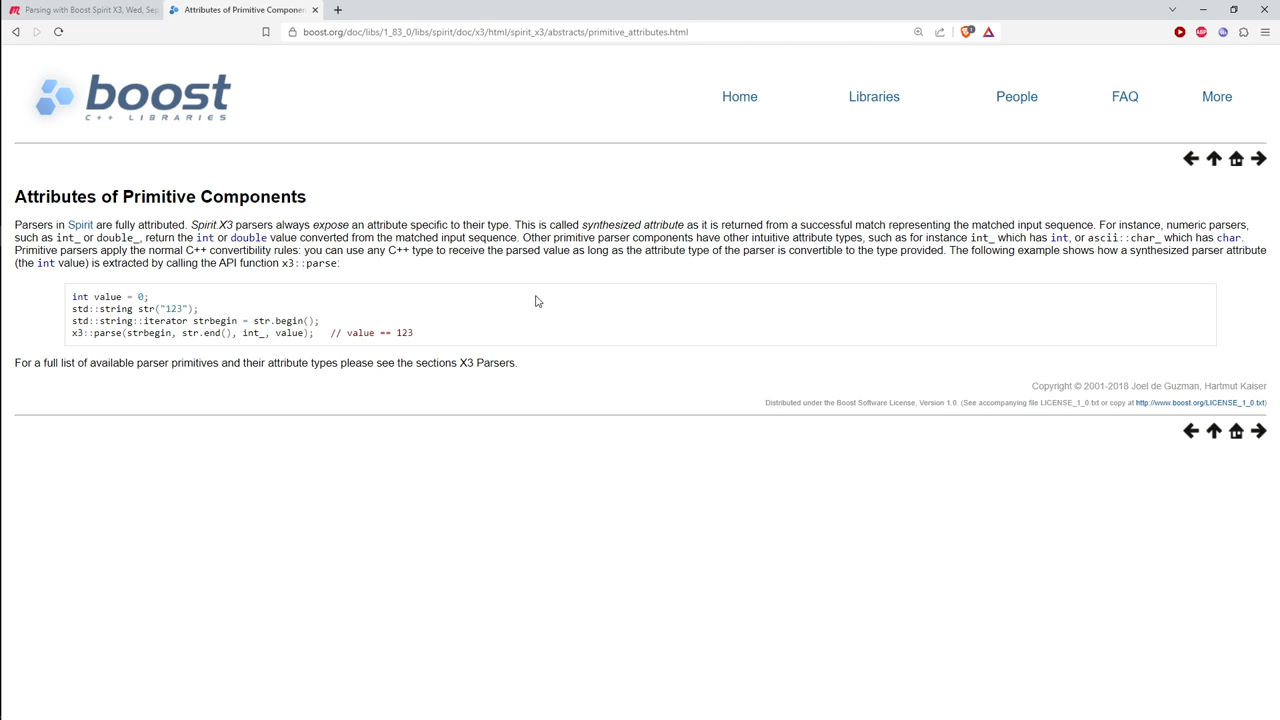 Parsing with Boost Spirit X3, Wed, Sep
Attributes of Primitive Componen
boost.org/doc/libs/1_83_0/libs/spirit/doc/x3/html/spirit_x3/abstracts/primitive_attributes.html
boost
C++ LIBRARIES
Home Libraries People FAQ More
Attributes of Primitive Components
Parsers in Spirit are fully attributed. Spirit.X3 parsers always expose an attribute specific to their type. This is called synthesized attribute as it is returned from a successful match representing the matched input sequence. For instance, numeric parsers,
such as int_ or double_, return the int or double value converted from the matched input sequence. Other primitive parser components have other intuitive attribute types, such as for instance int_ which has int, or ascii::char_ which has char.
Primitive parsers apply the normal C++ convertibility rules: you can use any C++ type to receive the parsed value as long as the attribute type of the parser is convertible to the type provided. The following example shows how a synthesized parser attribute
(the int value) is extracted by calling the API function x3::parse:
int value = 0;
std::string str("123");
std::string::iterator strbegin = str.begin();
x3::parse(strbegin, str.end(), int_, value);   // value == 123
For a full list of available parser primitives and their attribute types please see the sections X3 Parsers.
Copyright © 2001-2018 Joel de Guzman, Hartmut Kaiser
Distributed under the Boost Software License, Version 1.0. (See accompanying file LICENSE_1_0.txt or copy at http://www.boost.org/LICENSE_1_0.txt)